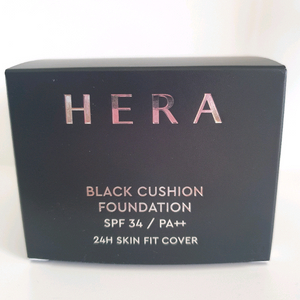 HERA
BLACK CUSHION
FOUNDATION
SPF 34 / PA++
24H SKIN FIT COVER